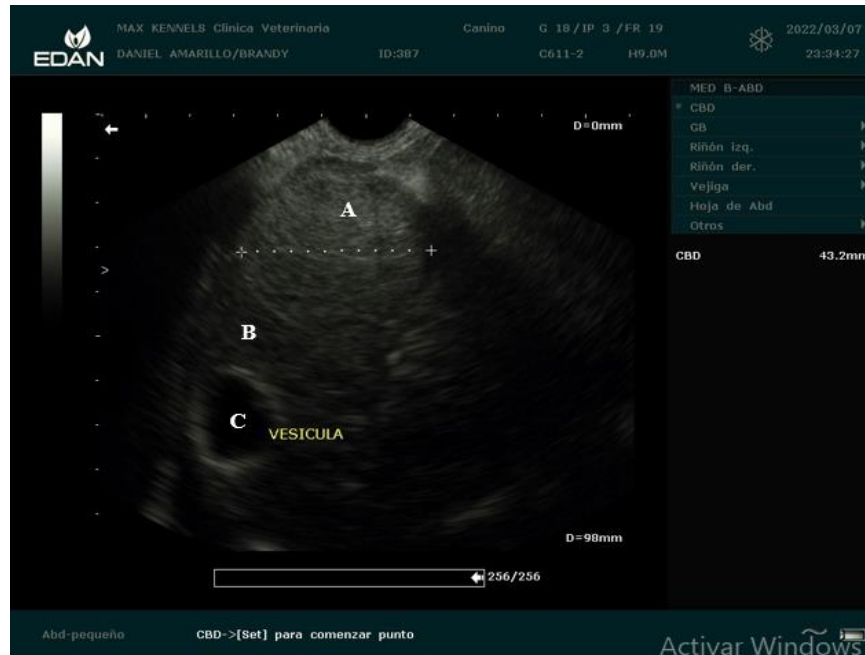 MAX KENNELS Clínica Veterinaria Canino G 18/IP 3 /FR 19 2022/03/07
EDAN DANIEL AMARILLO/BRANDY ID:387 C611-2 H9.0M 23:34:27
MED B-ABD
CBD
GB
Riñón izq.
Riñón der.
Vejiga
Hoja de Abd
Otros
D=0mm
A
CBD 43.2mm
B
C
VESICULA
D=98mm
256/256
Abd-pequeño CBD->[Set] para comenzar punto
Activar Windows